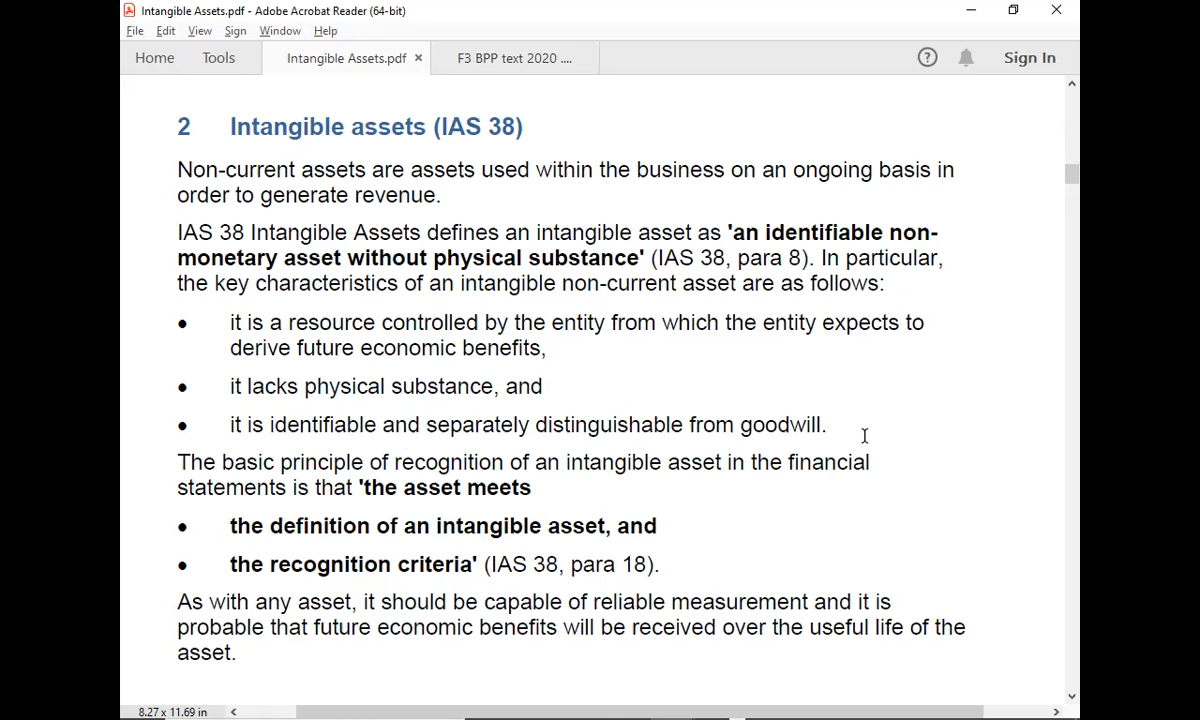 Intangible Assets.pdf - Adobe Acrobat Reader (64-bit)
File Edit View Sign Window Help
Home Tools Intangible Assets.pdf × F3 BPP text 2020 .... ? Sign In
2 Intangible assets (IAS 38)
Non-current assets are assets used within the business on an ongoing basis in
order to generate revenue.
IAS 38 Intangible Assets defines an intangible asset as 'an identifiable non-
monetary asset without physical substance' (IAS 38, para 8). In particular,
the key characteristics of an intangible non-current asset are as follows:
• it is a resource controlled by the entity from which the entity expects to
derive future economic benefits,
• it lacks physical substance, and
• it is identifiable and separately distinguishable from goodwill.
The basic principle of recognition of an intangible asset in the financial
statements is that 'the asset meets
• the definition of an intangible asset, and
• the recognition criteria' (IAS 38, para 18).
As with any asset, it should be capable of reliable measurement and it is
probable that future economic benefits will be received over the useful life of the
asset.
8.27 x 11.69 in